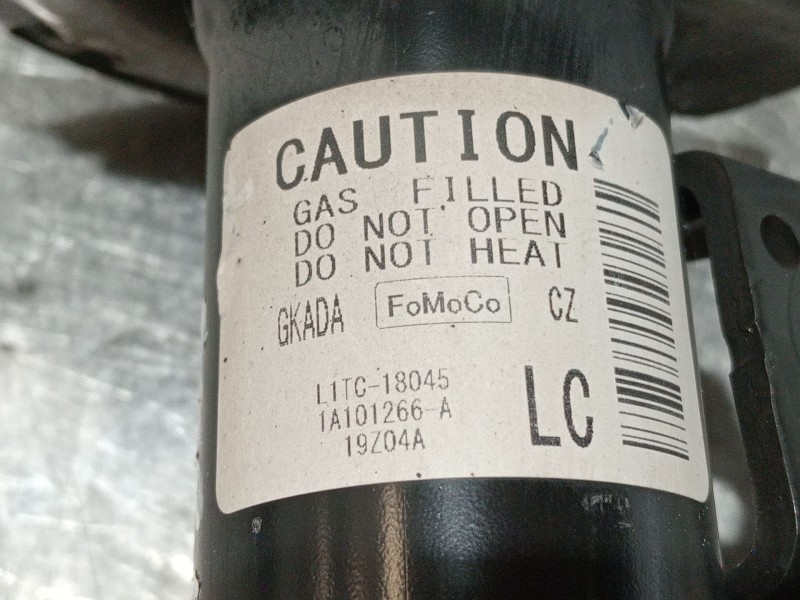 CAUTION
GAS FILLED
DO NOT OPEN
DO NOT HEAT
GKADA FoMoCo CZ
L1TC-18045
1A101266-A
19Z04A
LC